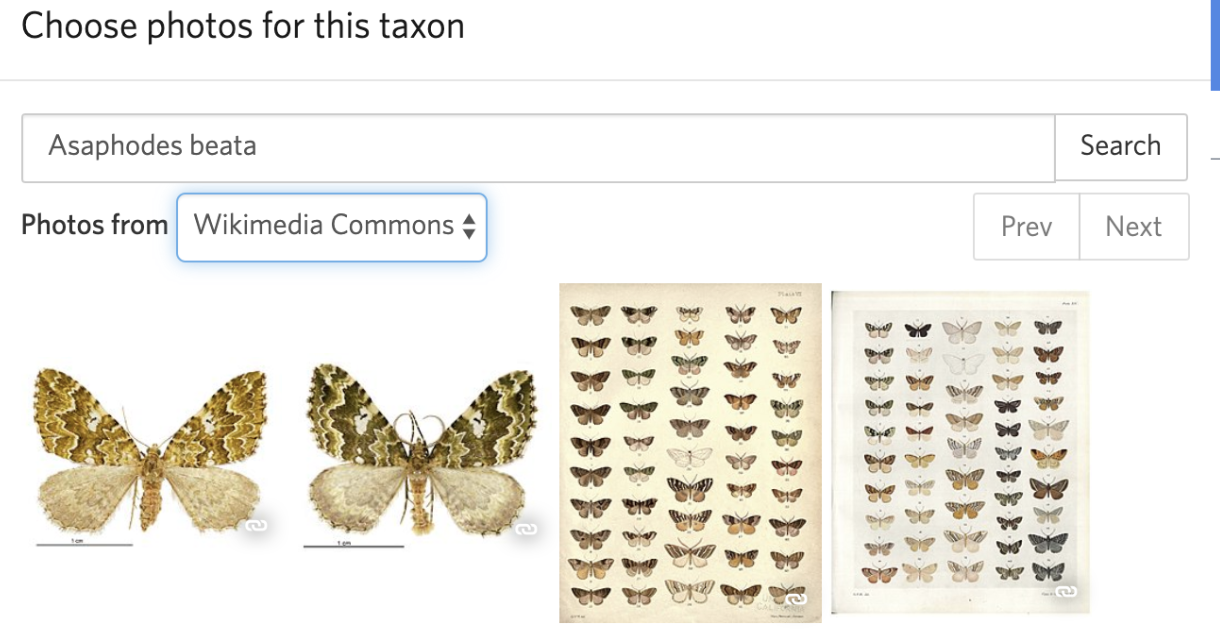 Choose photos for this taxon
Asaphodes beata
Search
Photos from
Wikimedia Commons
Prev
Next
1 cm
1 cm